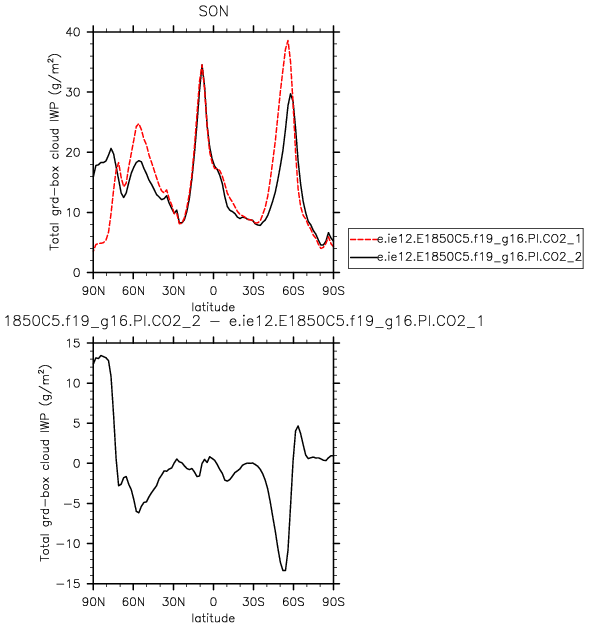 SON
Total grd-box cloud IWP (g/m²)
40
30
20
10
0
90N 60N 30N 0 30S 60S 90S
latitude
e.ie12.E1850C5.f19_g16.PI.CO2_1
e.ie12.E1850C5.f19_g16.PI.CO2_2
1850C5.f19_g16.PI.CO2_2 - e.ie12.E1850C5.f19_g16.PI.CO2_1
Total grd-box cloud IWP (g/m²)
15
10
5
0
-5
-10
-15
90N 60N 30N 0 30S 60S 90S
latitude